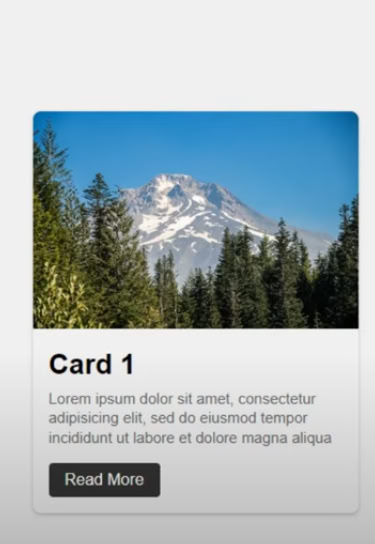 Card 1
Lorem ipsum dolor sit amet, consectetur
adipisicing elit, sed do eiusmod tempor
incididunt ut labore et dolore magna aliqua
Read More